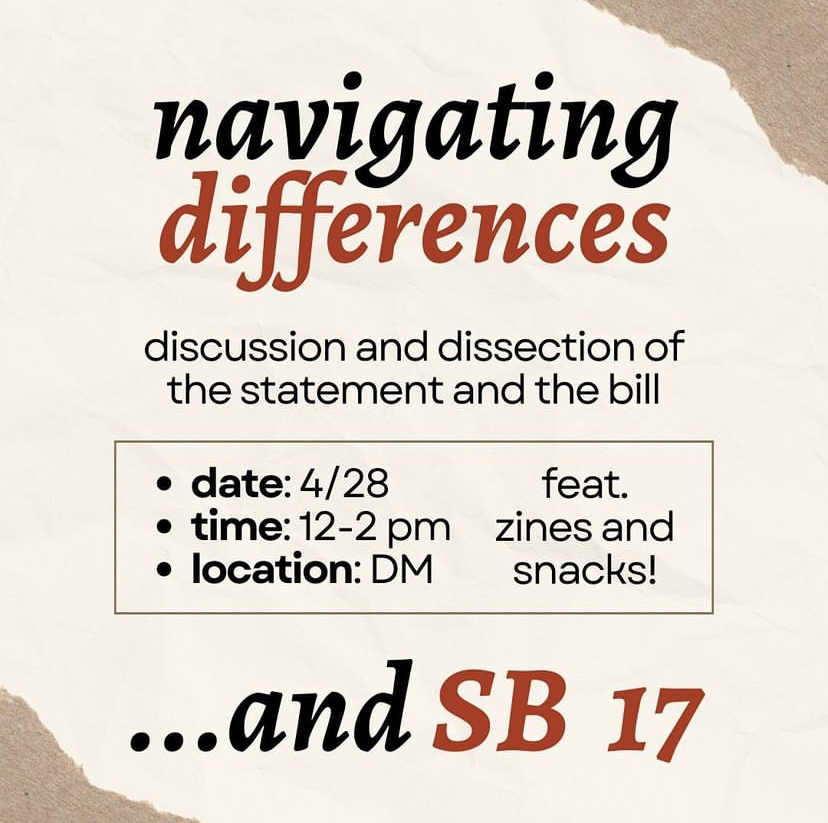 navigating
differences
discussion and dissection of
the statement and the bill
• date: 4/28
• time: 12-2 pm
• location: DM
feat.
zines and
snacks!
...and SB 17